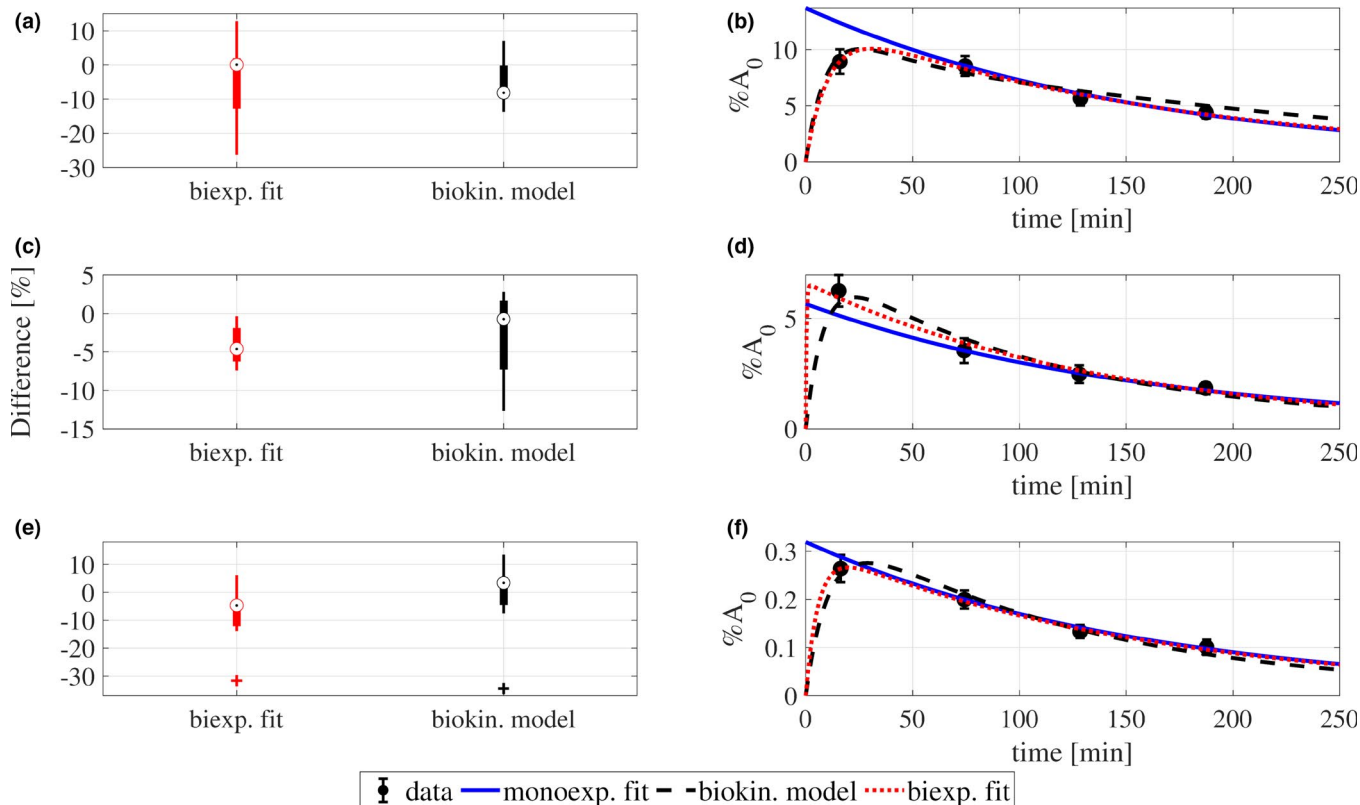 (a)
10
0
-10
-20
-30
biexp. fit
biokin. model
(b)
%A_0
10
5
0
0
50
100
150
200
250
time [min]
(c)
Difference [%]
5
0
-5
-10
-15
biexp. fit
biokin. model
(d)
%A_0
5
0
0
50
100
150
200
250
time [min]
(e)
10
0
-10
-20
-30
biexp. fit
biokin. model
(f)
%A_0
0.3
0.2
0.1
0
0
50
100
150
200
250
time [min]
data monoexp. fit biokin. model biexp. fit